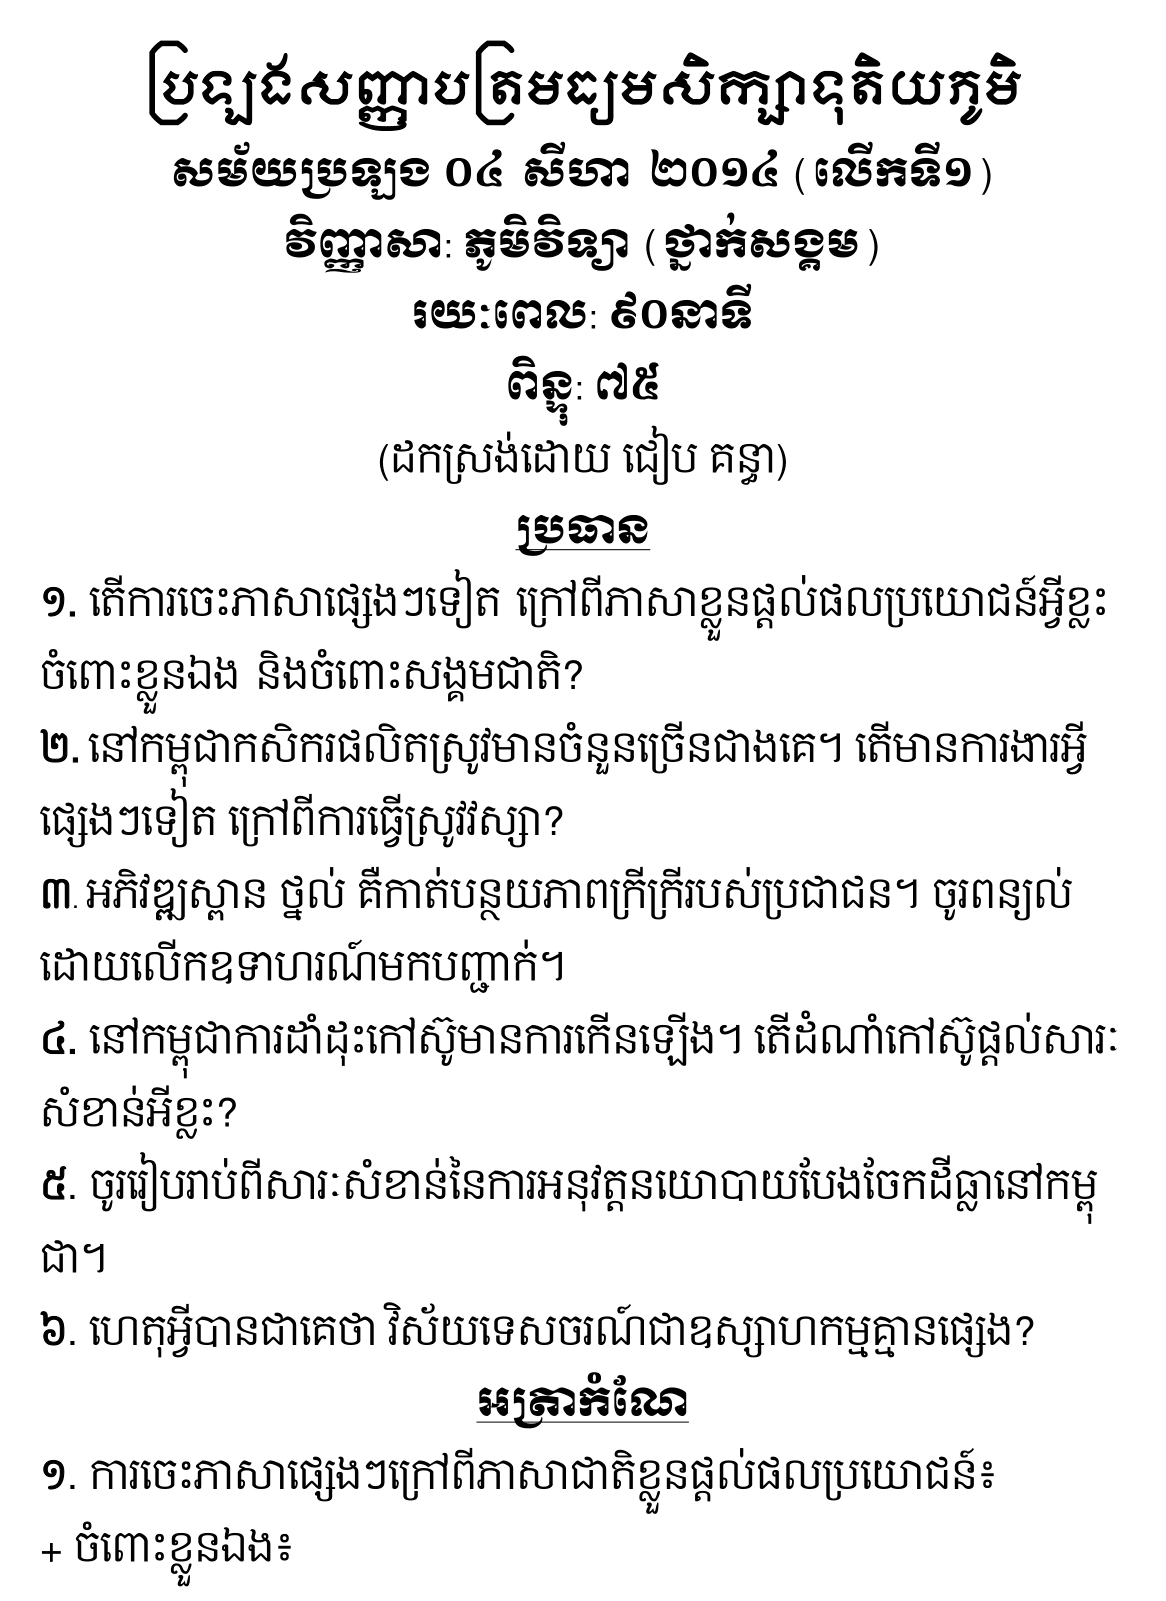 ប្រឡងសញ្ញាបត្រមធ្យមសិក្សាទុតិយភូមិ
សម័យប្រឡង ០៤ សីហា ២០១៤ (លើកទី១)
វិញ្ញាសា: ភូមិវិទ្យា (ថ្នាក់សង្គម)
រយៈពេល: ៩០នាទី
ពិន្ទុ: ៧៥
(ដកស្រង់ដោយ ជៀប គន្ធា)
ប្រធាន
១. តើការចេះភាសាផ្សេងៗទៀត ក្រៅពីភាសាខ្លួនផ្តល់ផលប្រយោជន៍អ្វីខ្លះ
ចំពោះខ្លួនឯង និងចំពោះសង្គមជាតិ?
២. នៅកម្ពុជាកសិករផលិតស្រូវមានចំនួនច្រើនជាងគេ។ តើមានការងារអ្វី
ផ្សេងៗទៀត ក្រៅពីការធ្វើស្រូវវស្សា?
៣. អភិវឌ្ឍស្ពាន ថ្នល់ គឺកាត់បន្ថយភាពក្រីក្រីរបស់ប្រជាជន។ ចូរពន្យល់
ដោយលើកឧទាហរណ៍មកបញ្ជាក់។
៤. នៅកម្ពុជាការដាំដុះកៅស៊ូមានការកើនឡើង។ តើដំណាំកៅស៊ូផ្តល់សារៈ
សំខាន់អីខ្លះ?
៥. ចូររៀបរាប់ពីសារៈសំខាន់នៃការអនុវត្តនយោបាយបែងចែកដីធ្លានៅកម្ពុ
ជា។
៦. ហេតុអ្វីបានជាគេថា វិស័យទេសចរណ៍ជាឧស្សាហកម្មគ្មានផ្សេង?
អត្រាកំណែ
១. ការចេះភាសាផ្សេងៗក្រៅពីភាសាជាតិខ្លួនផ្តល់ផលប្រយោជន៍៖
+ ចំពោះខ្លួនឯង៖